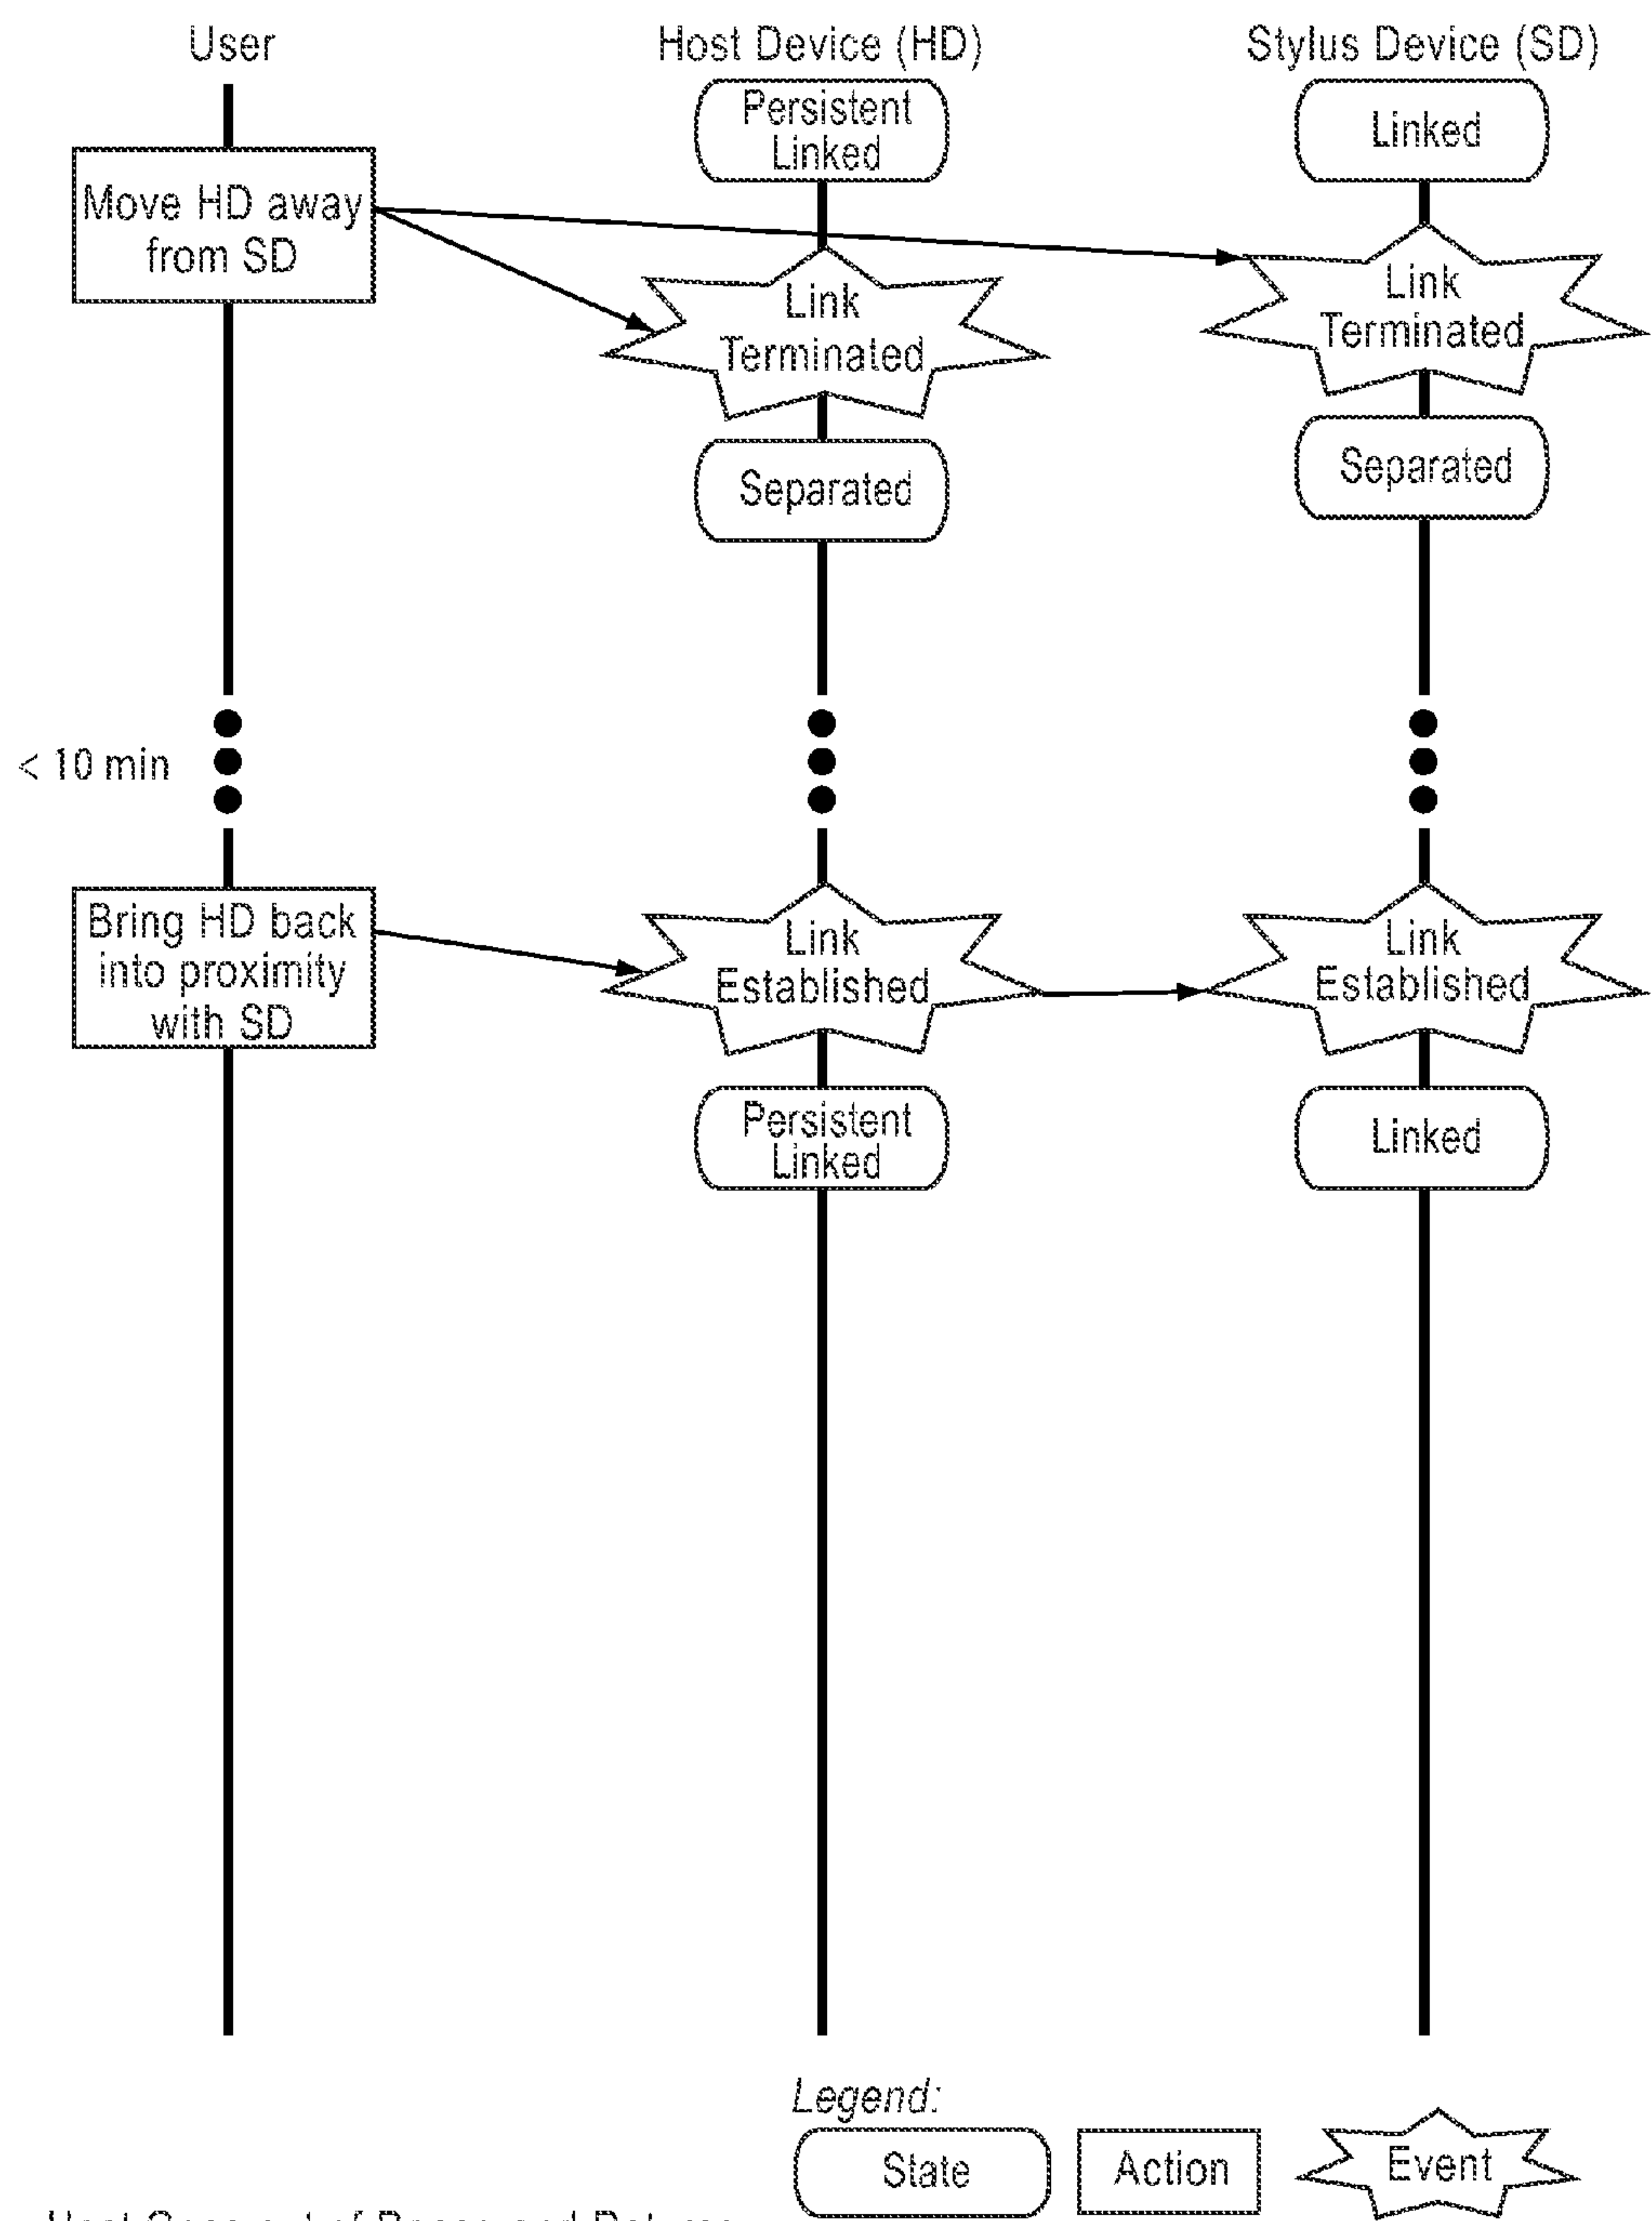 User
Host Device (HD)
Stylus Device (SD)
Persistent
Linked
Linked
Move HD away
from SD
Link
Terminated
Link
Terminated
Separated
Separated
< 10 min
Bring HD back
into proximity
with SD
Link
Established
Link
Established
Persistent
Linked
Linked
Legend:
State
Action
Event